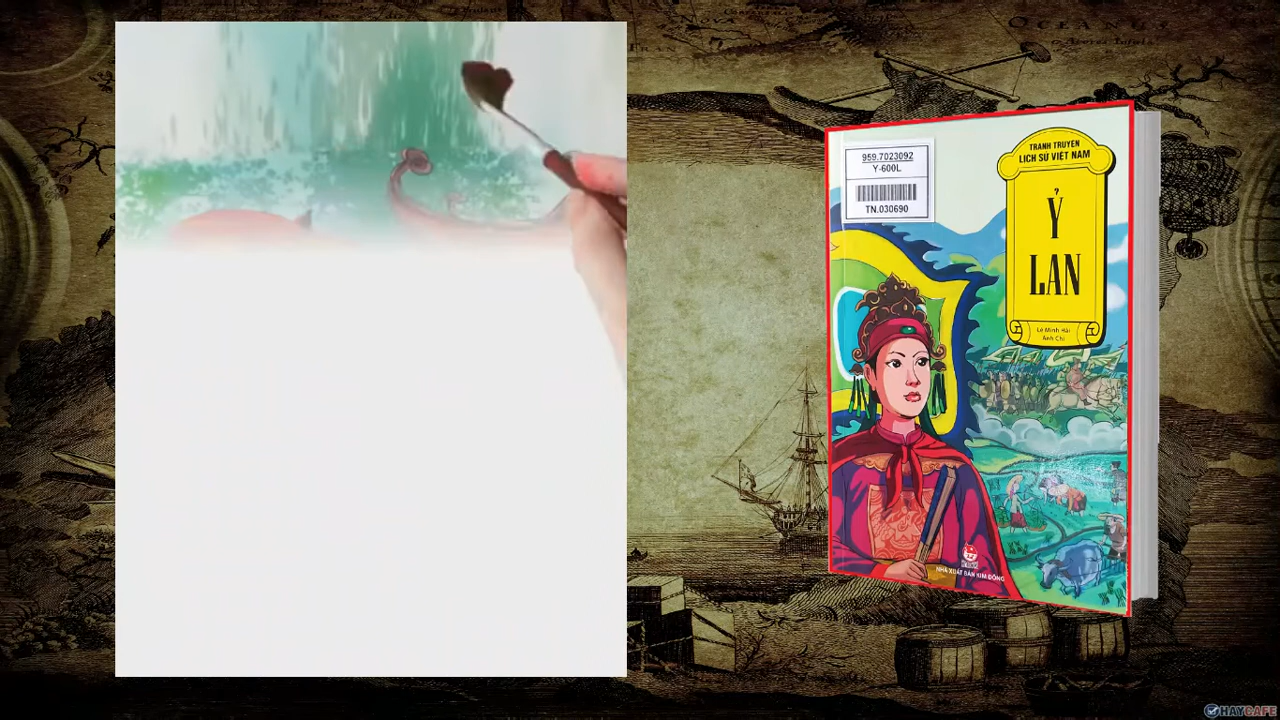 OCEANUS
959.7023092
Y-600L
TN.030690
TRANH TRUYỆN
LỊCH SỬ VIỆT NAM
Ỷ
LAN
Lê Minh Hải
Anh Chi
NHÀ XUẤT BẢN KIM ĐỒNG
HAYCAFE